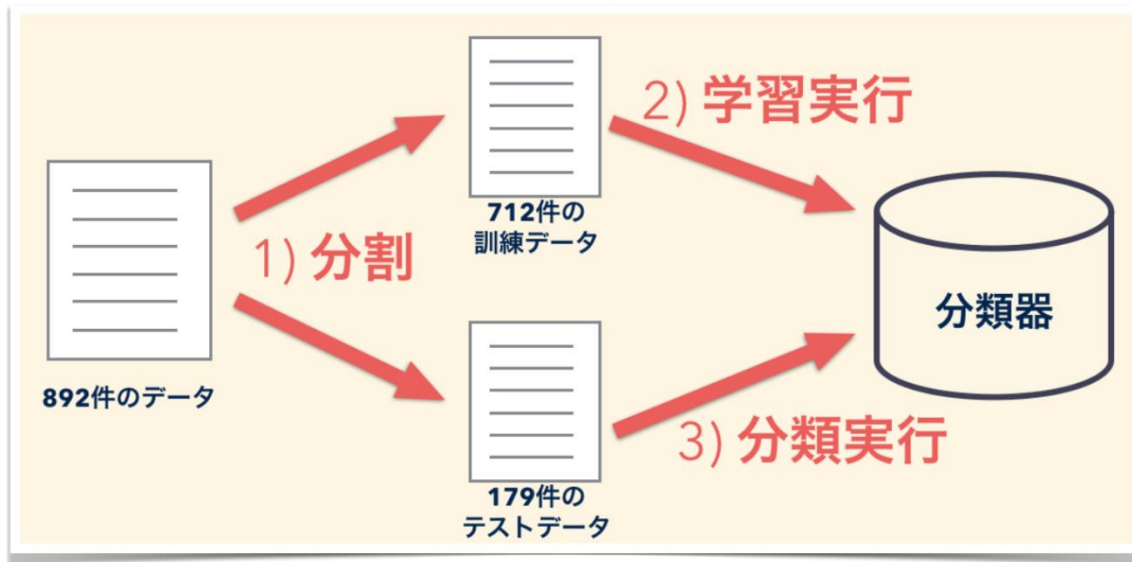 892件のデータ
1) 分割
712件の
訓練データ
179件の
テストデータ
2) 学習実行
3) 分類実行
分類器